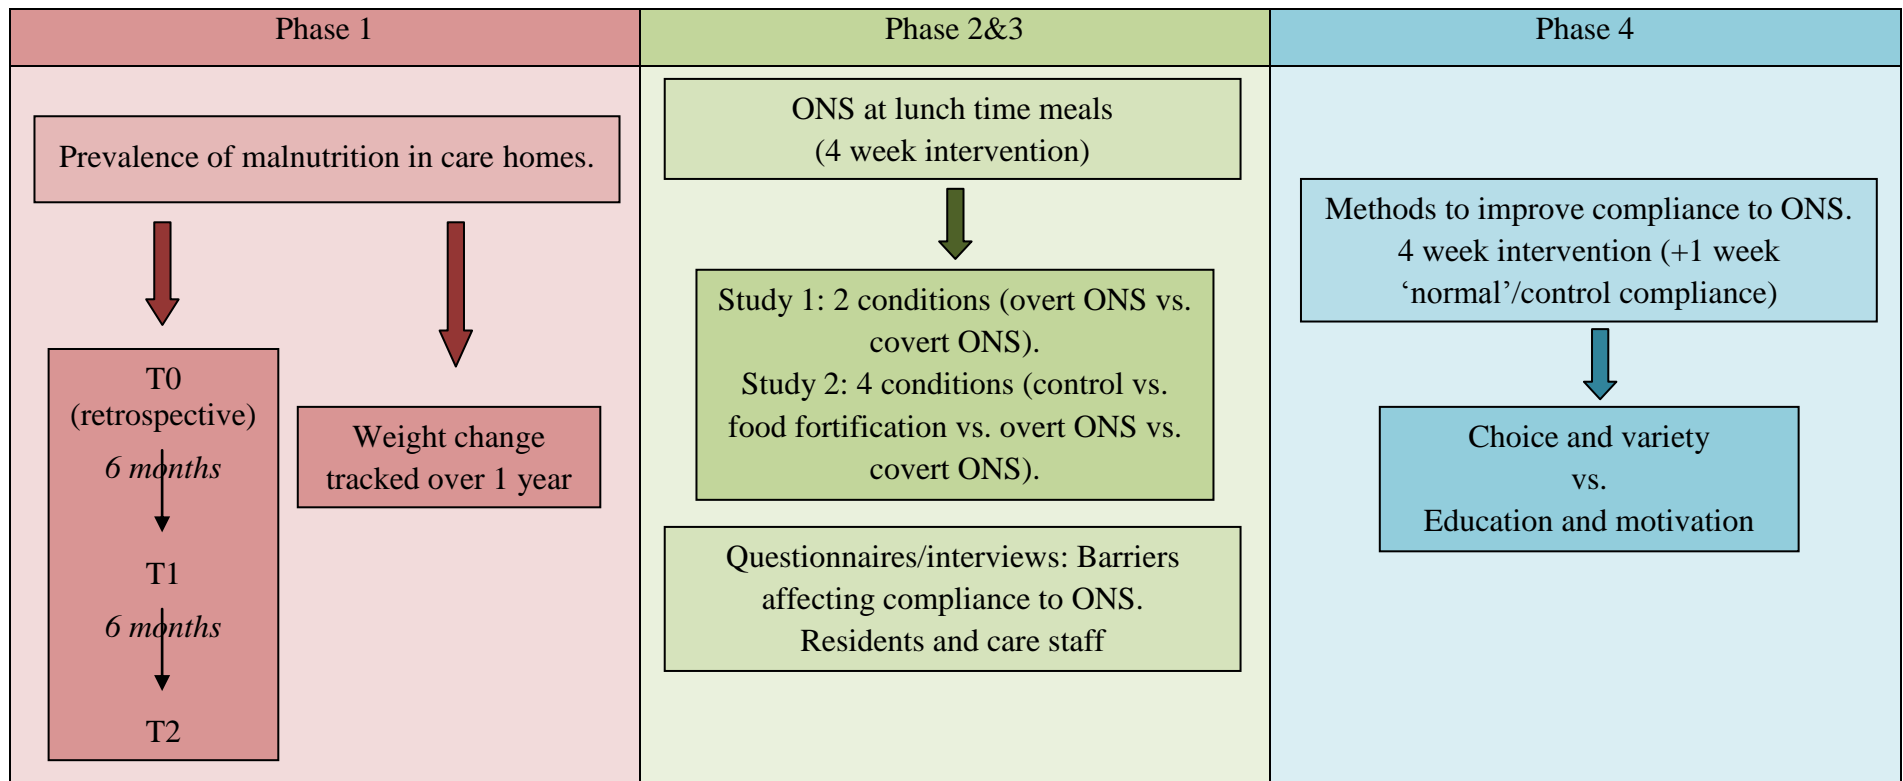 Phase 1
Phase 2&3
Phase 4
Prevalence of malnutrition in care homes.
T0
(retrospective)
6 months
T1
6 months
T2
Weight change
tracked over 1 year
ONS at lunch time meals
(4 week intervention)
Study 1: 2 conditions (overt ONS vs.
covert ONS).
Study 2: 4 conditions (control vs.
food fortification vs. overt ONS vs.
covert ONS).
Questionnaires/interviews: Barriers
affecting compliance to ONS.
Residents and care staff
Methods to improve compliance to ONS.
4 week intervention (+1 week
‘normal’/control compliance)
Choice and variety
vs.
Education and motivation